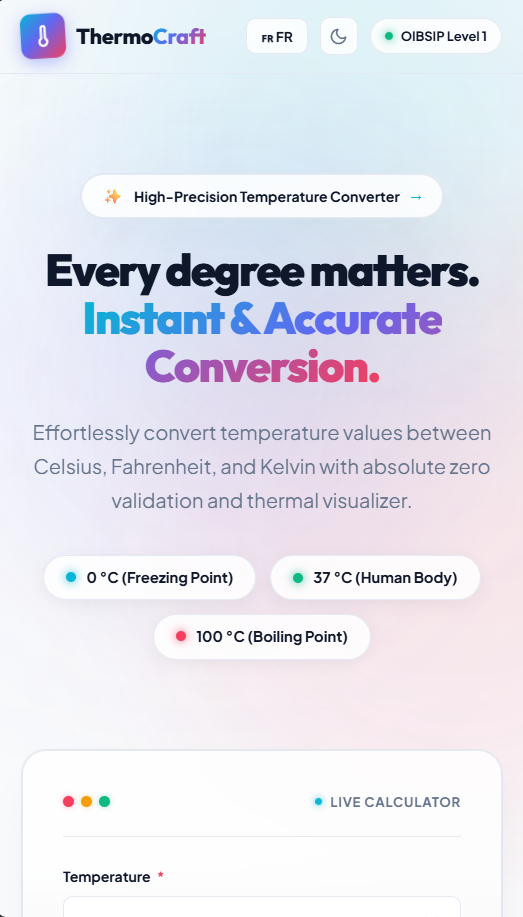 ThermoCraft
FR FR
OIBSIP Level 1
✨ High-Precision Temperature Converter →
Every degree matters.
Instant & Accurate
Conversion.
Effortlessly convert temperature values between
Celsius, Fahrenheit, and Kelvin with absolute zero
validation and thermal visualizer.
0 °C (Freezing Point)
37 °C (Human Body)
100 °C (Boiling Point)
LIVE CALCULATOR
Temperature *